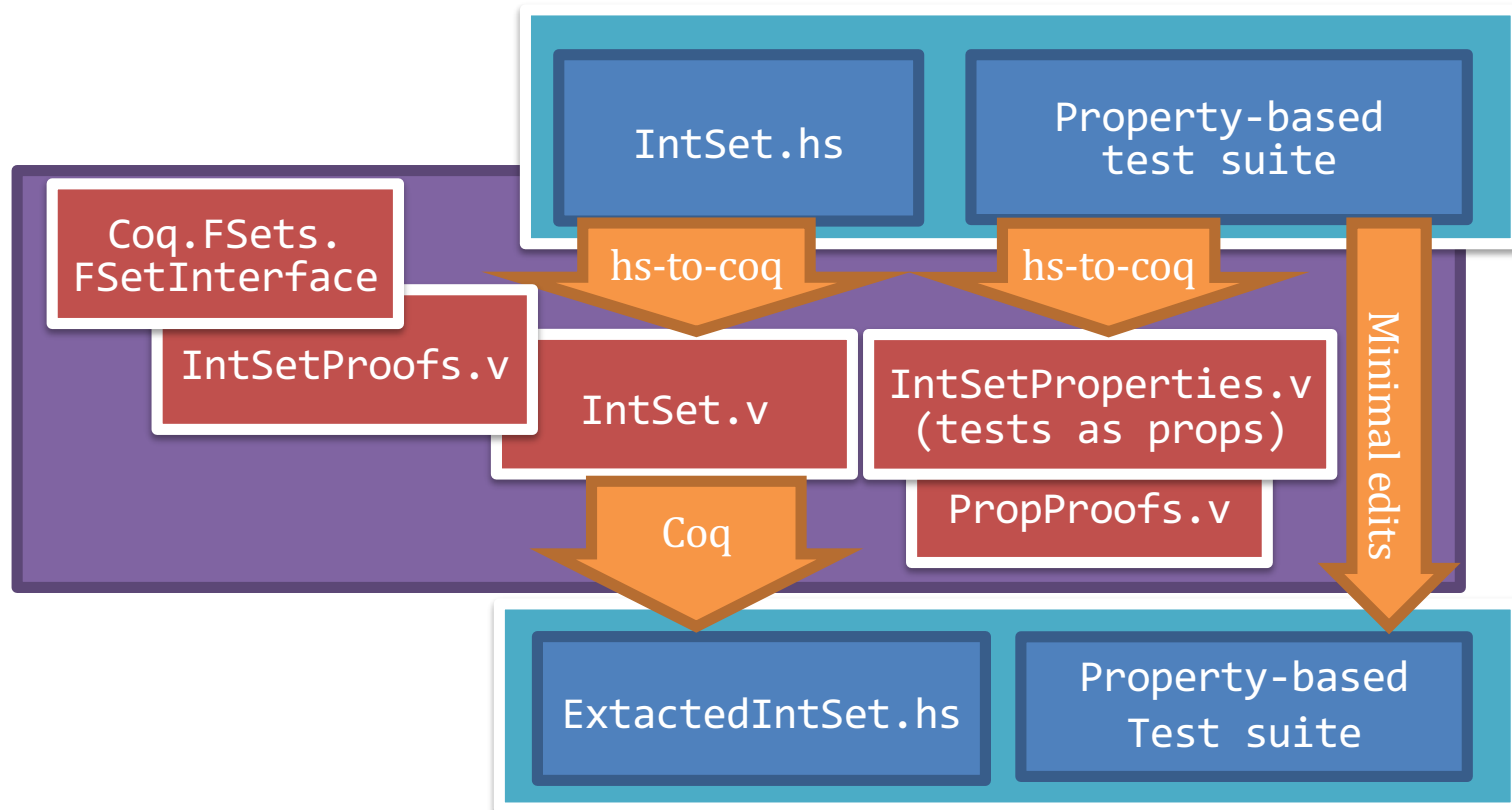 IntSet.hs
Property-based
test suite
Coq.FSets.
FSetInterface
hs-to-coq
hs-to-coq
IntSetProofs.v
IntSet.v
IntSetProperties.v
(tests as props)
Minimal edits
PropProofs.v
Coq
ExtactedIntSet.hs
Property-based
Test suite